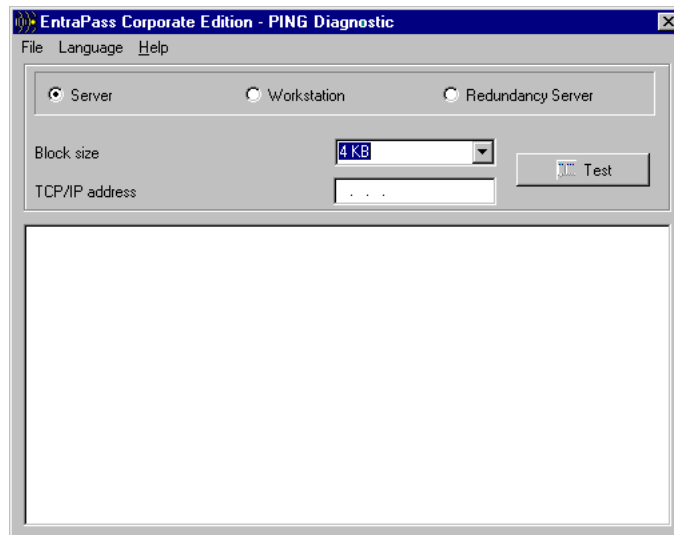 EntraPass Corporate Edition - PING Diagnostic
File Language Help
Server Workstation Redundancy Server
Block size 4 KB
Test
TCP/IP address . . .